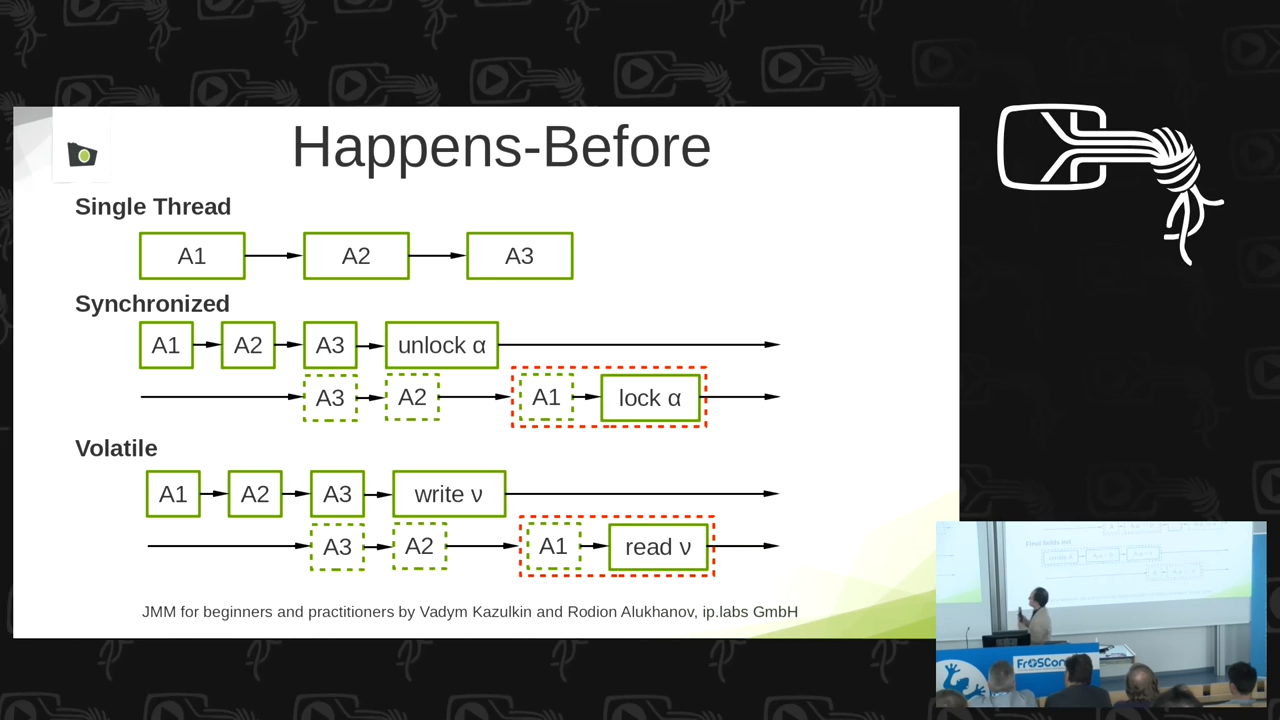 Happens-Before
Single Thread
A1 A2 A3
Synchronized
A1 A2 A3 unlock α
A3 A2 A1 lock α
Volatile
A1 A2 A3 write ν
A3 A2 A1 read ν
JMM for beginners and practitioners by Vadym Kazulkin and Rodion Alukhanov, ip.labs GmbH
FrOSCon